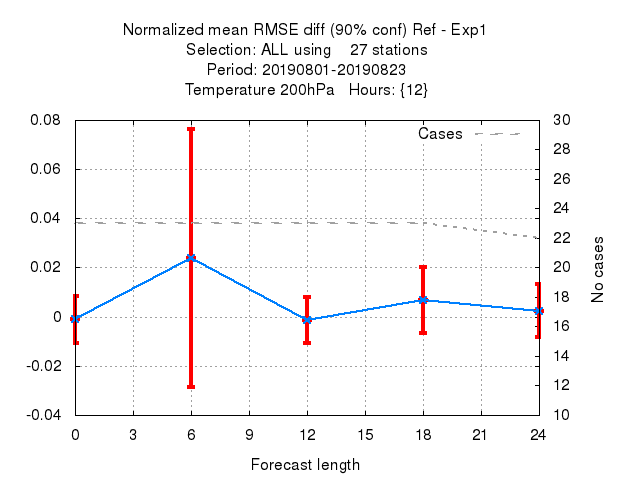 Normalized mean RMSE diff (90% conf) Ref - Exp1
Selection: ALL using    27 stations
Period: 20190801-20190823
Temperature 200hPa   Hours: {12}
Cases
0.08
0.06
0.04
0.02
0
-0.02
-0.04
30
28
26
24
22
20
18
16
14
12
10
No cases
0 3 6 9 12 15 18 21 24
Forecast length